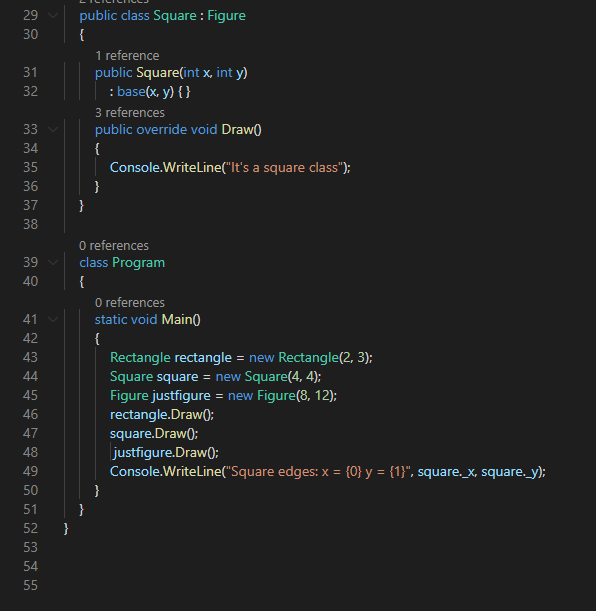 2 references
29 public class Square : Figure
30 {
1 reference
31 public Square(int x, int y)
32 : base(x, y) { }
3 references
33 public override void Draw()
34 {
35 Console.WriteLine("It's a square class");
36 }
37 }
38
0 references
39 class Program
40 {
0 references
41 static void Main()
42 {
43 Rectangle rectangle = new Rectangle(2, 3);
44 Square square = new Square(4, 4);
45 Figure justfigure = new Figure(8, 12);
46 rectangle.Draw();
47 square.Draw();
48 justfigure.Draw();
49 Console.WriteLine("Square edges: x = {0} y = {1}", square._x, square._y);
50 }
51 }
52 }
53
54
55